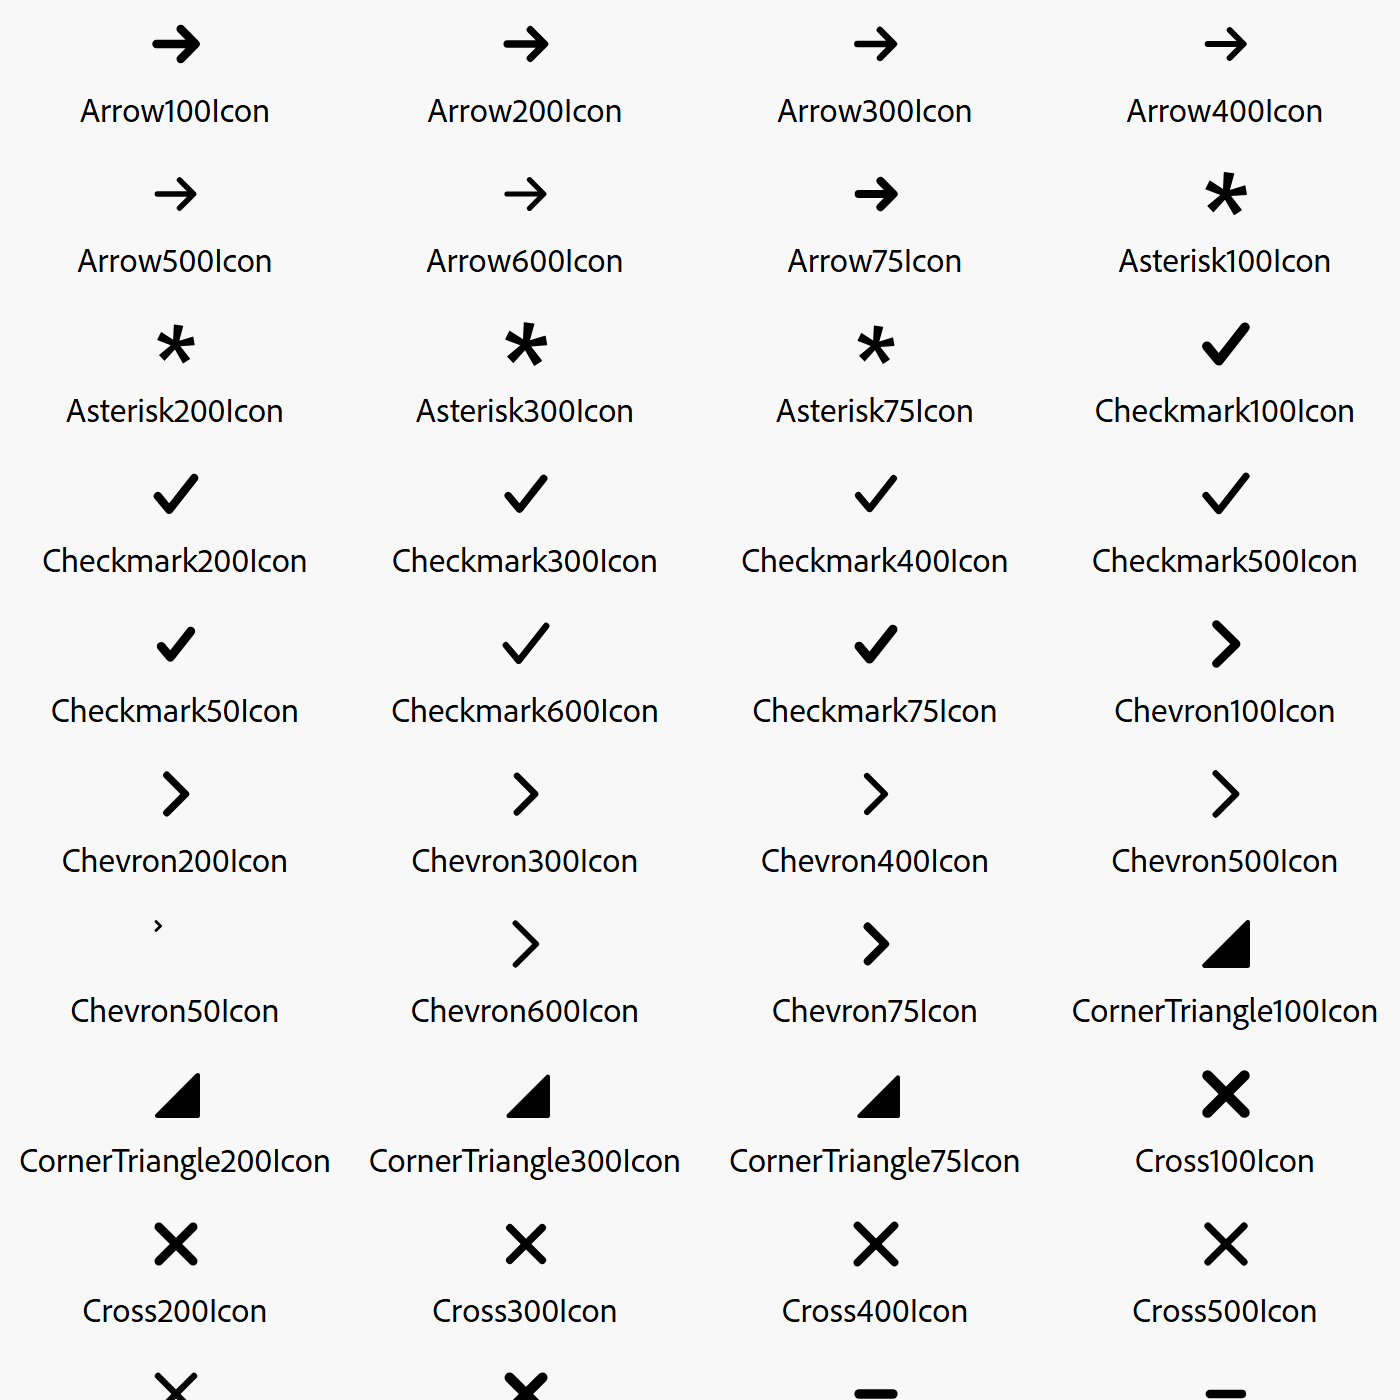 Arrow100Icon Arrow200Icon Arrow300Icon Arrow400Icon
Arrow500Icon Arrow600Icon Arrow75Icon Asterisk100Icon
Asterisk200Icon Asterisk300Icon Asterisk75Icon Checkmark100Icon
Checkmark200Icon Checkmark300Icon Checkmark400Icon Checkmark500Icon
Checkmark50Icon Checkmark600Icon Checkmark75Icon Chevron100Icon
Chevron200Icon Chevron300Icon Chevron400Icon Chevron500Icon
Chevron50Icon Chevron600Icon Chevron75Icon CornerTriangle100Icon
CornerTriangle200Icon CornerTriangle300Icon CornerTriangle75Icon Cross100Icon
Cross200Icon Cross300Icon Cross400Icon Cross500Icon